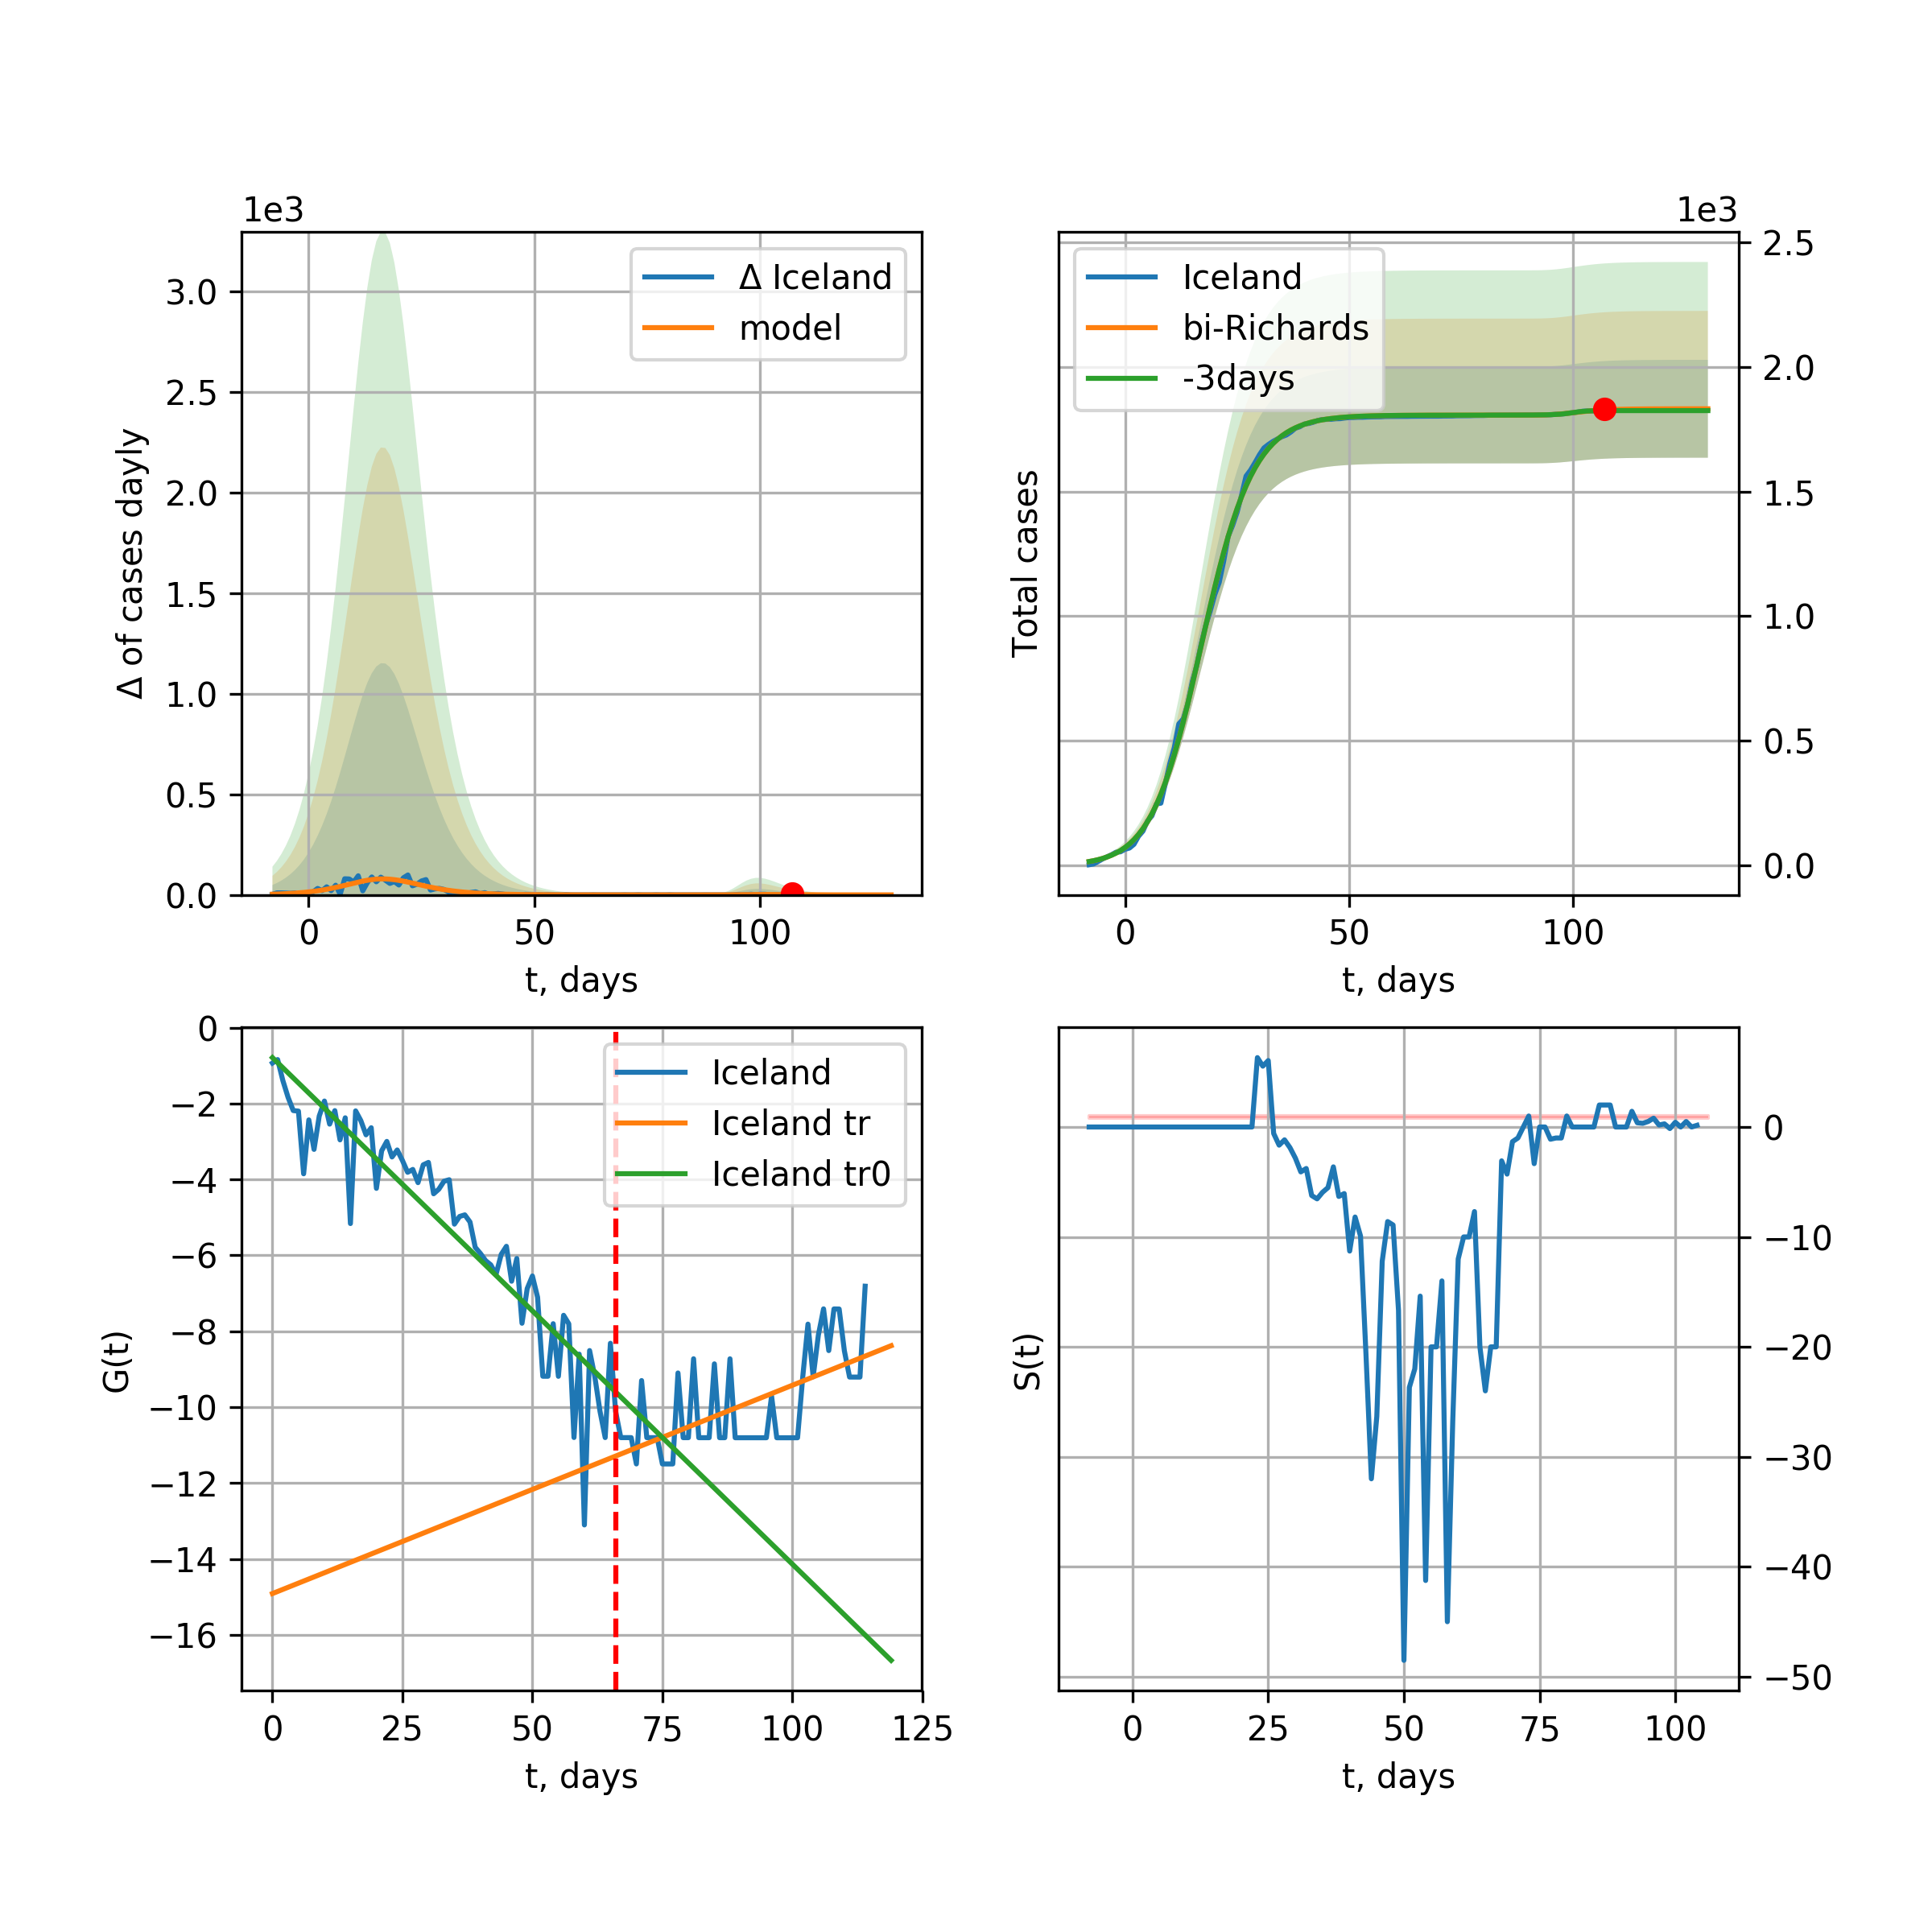 1e3
3.0
2.5
2.0
1.5
1.0
0.5
0.0
Δ of cases dayly
Δ Iceland
model
0 50 100
t, days
1e3
2.5
2.0
1.5
1.0
0.5
0.0
Total cases
Iceland
bi-Richards
-3days
0 50 100
t, days
0
−2
−4
−6
−8
−10
−12
−14
−16
G(t)
Iceland
Iceland tr
Iceland tr0
0 25 50 75 100 125
t, days
0
−10
−20
−30
−40
−50
S(t)
0 25 50 75 100
t, days